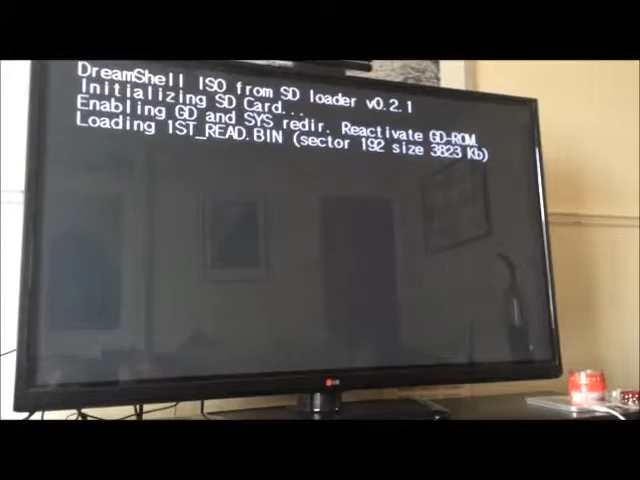 DreamShell ISO from SD loader v0.2.1
Initializing SD Card...
Enabling GD and SYS redir. Reactivate GD-ROM.
Loading 1ST_READ.BIN (sector 192 size 3823 Kb)
LG